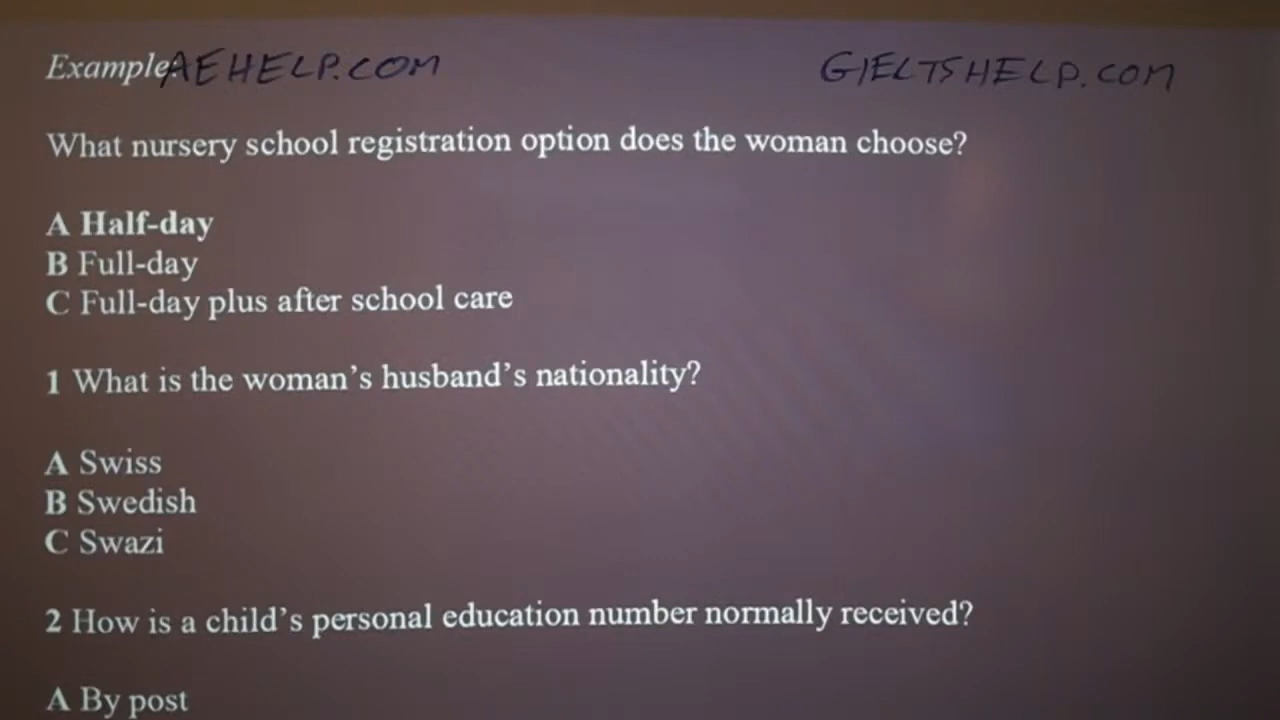 Example: AEHELP.COM GIELTSHELP.COM
What nursery school registration option does the woman choose?
A Half-day
B Full-day
C Full-day plus after school care
1 What is the woman's husband's nationality?
A Swiss
B Swedish
C Swazi
2 How is a child's personal education number normally received?
A By post